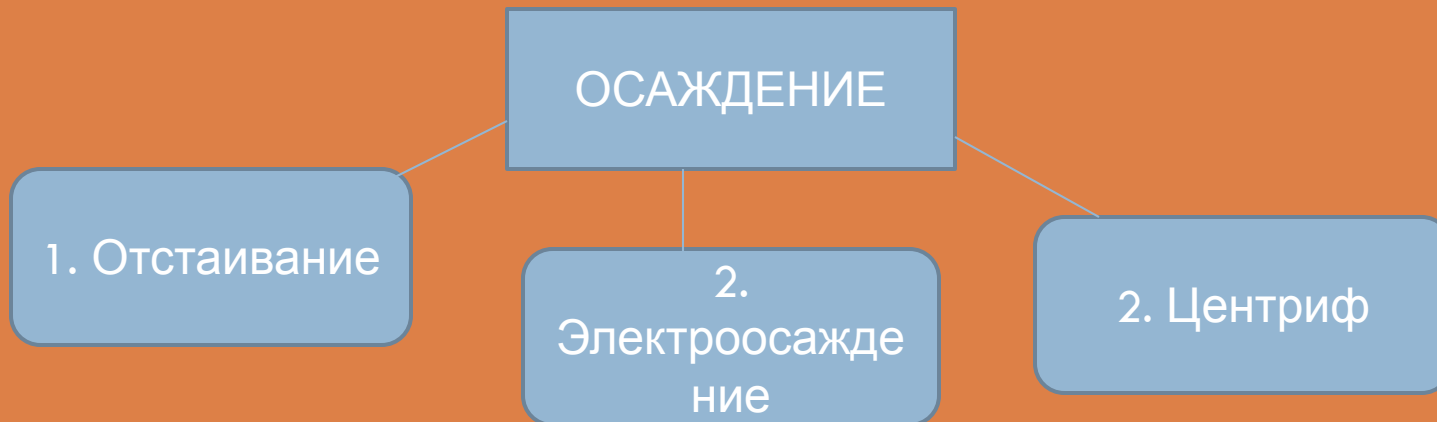 ОСАЖДЕНИЕ
1. Отстаивание
2.
Электроосажде
ние
2. Центриф